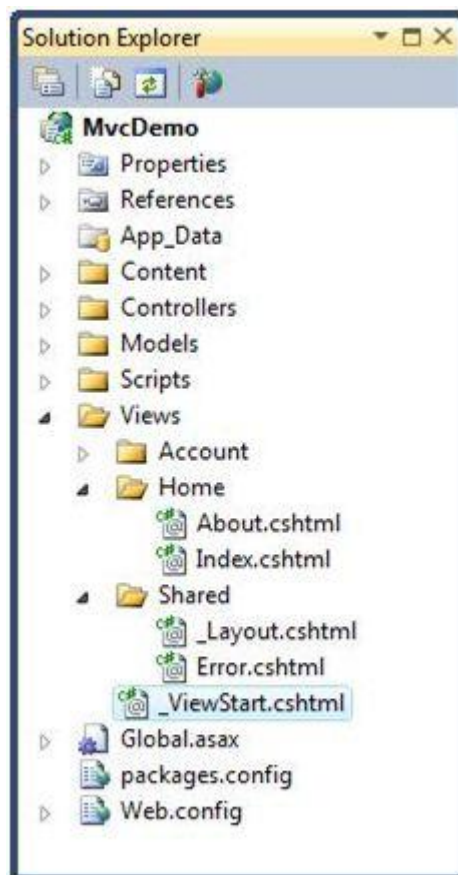 Solution Explorer
MvcDemo
Properties
References
App_Data
Content
Controllers
Models
Scripts
Views
Account
Home
About.cshtml
Index.cshtml
Shared
_Layout.cshtml
Error.cshtml
_ViewStart.cshtml
Global.asax
packages.config
Web.config